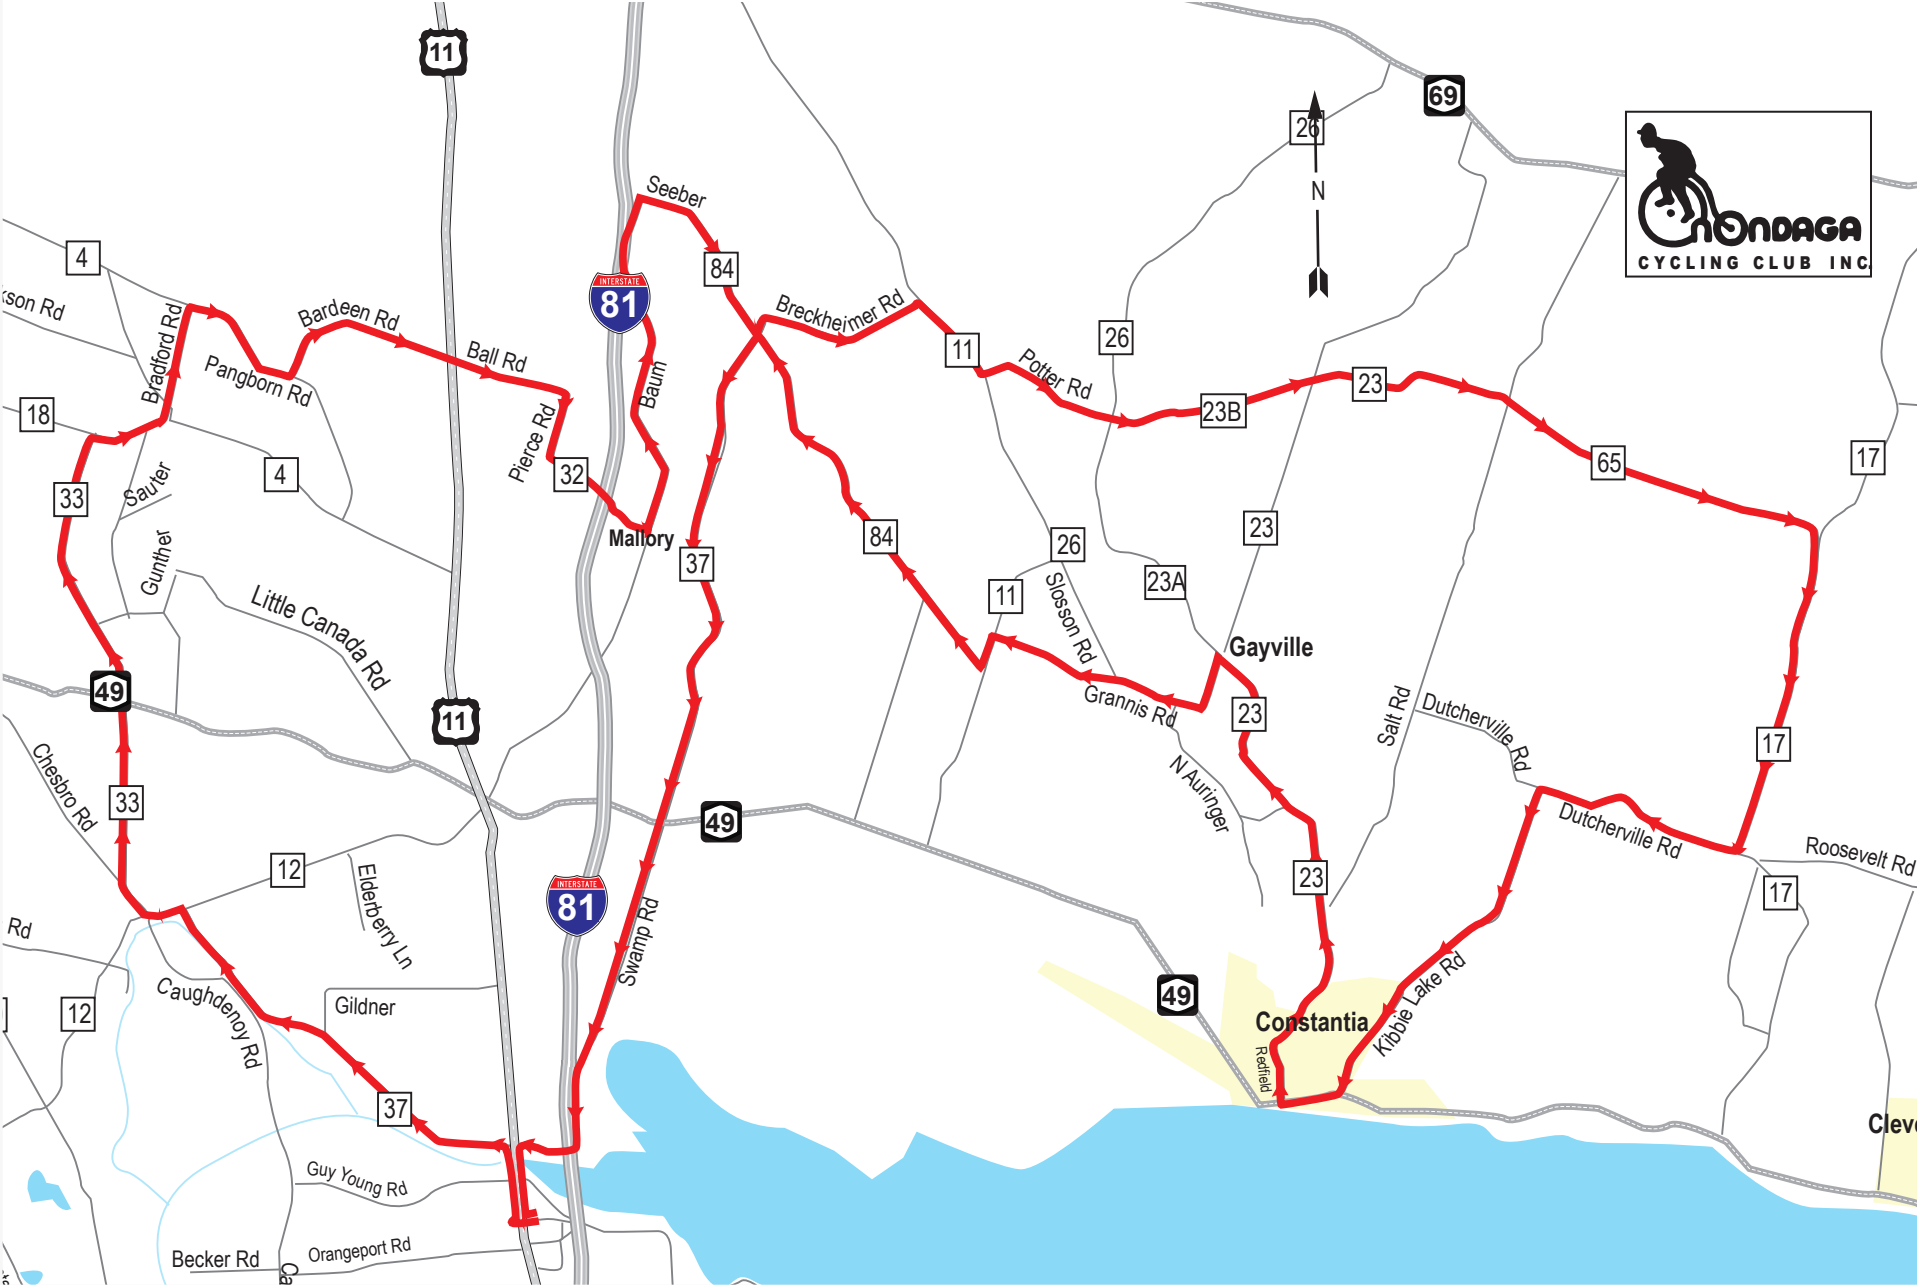 11
69
26
N
ONONDAGA
CYCLING CLUB INC.
Seeber
4
84
kson Rd
Bradford Rd
Bardeen Rd
INTERSTATE
81
Breckheimer Rd
26
11
Pangborn Rd
Ball Rd
Baum
Potter Rd
23B
23
18
Pierce Rd
65
17
4
32
33
Sauter
Mallory
84
23
Gunther
37
26
11
23A
Little Canada Rd
Slosson Rd
Gayville
49
11
Grannis Rd
23
Salt Rd
Dutcherville Rd
17
Chesbro Rd
33
49
N Auringer
Dutcherville Rd
Roosevelt Rd
12
Elderberry Ln
23
17
INTERSTATE
81
Rd
Swamp Rd
Caughdenoy Rd
Gildner
12
49
Constantia
Kibbie Lake Rd
Redfield
37
Cleve
Guy Young Rd
Becker Rd
Orangeport Rd
Ca